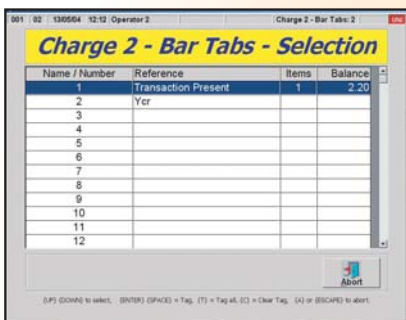 001 02 13/05/04 12:12 Operator 2 Charge 2 - Bar Tabs: 2
Charge 2 - Bar Tabs - Selection
Name / Number Reference Items Balance
1 Transaction Present 1 2.20
2 Ycr
3
4
5
6
7
8
9
10
11
12
Abort
(UP) (DOWN) to select, (ENTER) (SPACE) = Tag, (T) = Tag all, (C) = Clear Tag, (A) or (ESCAPE) to abort.